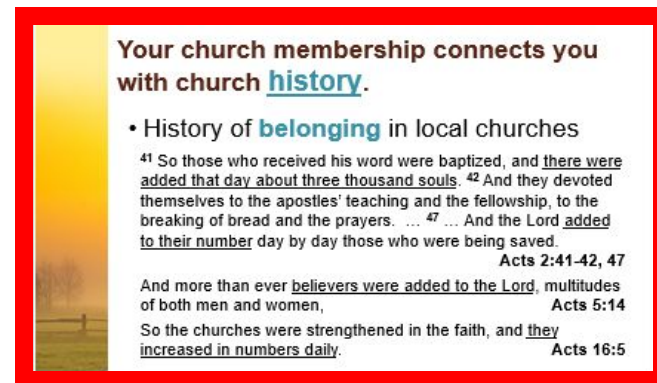 Your church membership connects you
with church history.
• History of belonging in local churches
41 So those who received his word were baptized, and there were
added that day about three thousand souls. 42 And they devoted
themselves to the apostles' teaching and the fellowship, to the
breaking of bread and the prayers. ... 47 ... And the Lord added
to their number day by day those who were being saved.
Acts 2:41-42, 47
And more than ever believers were added to the Lord, multitudes
of both men and women, Acts 5:14
So the churches were strengthened in the faith, and they
increased in numbers daily. Acts 16:5